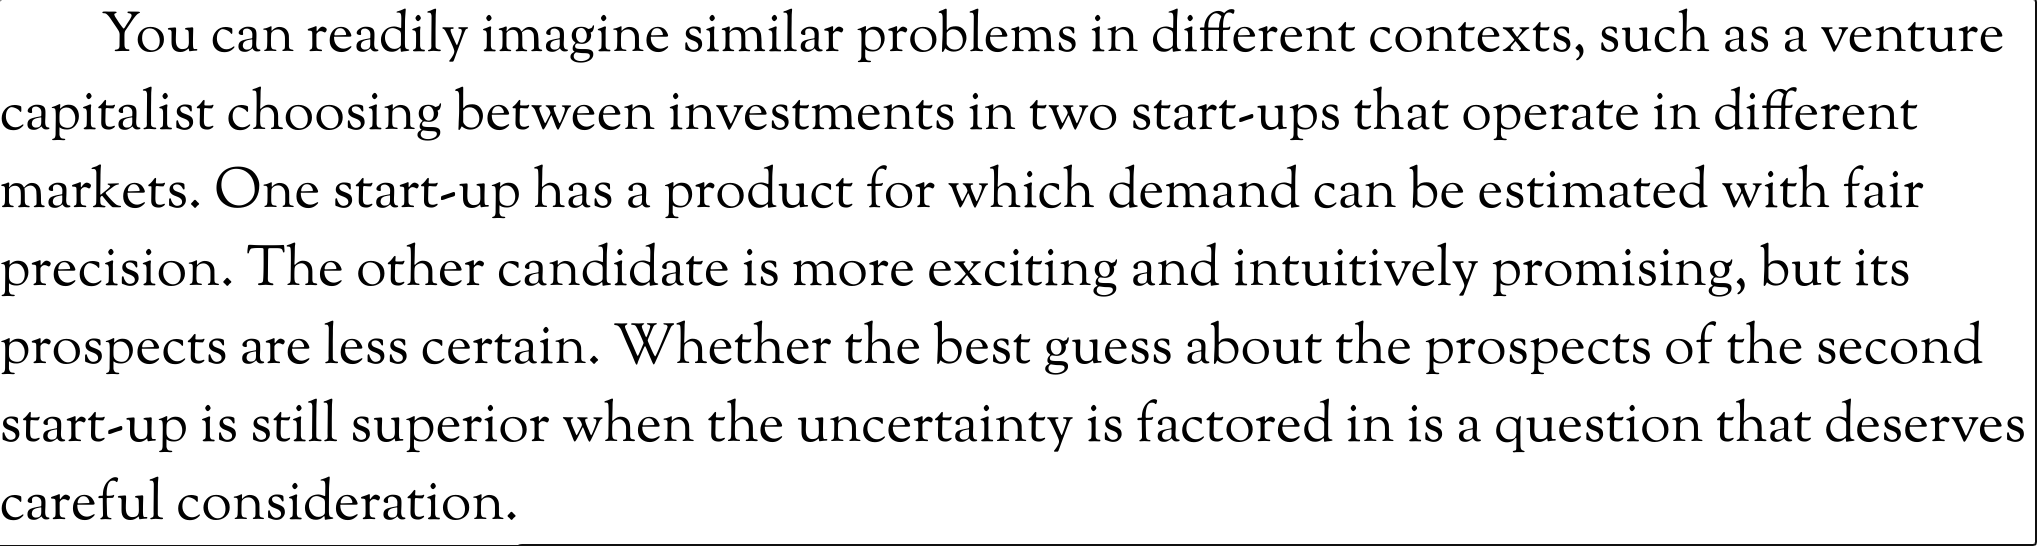 You can readily imagine similar problems in different contexts, such as a venture
capitalist choosing between investments in two start-ups that operate in different
markets. One start-up has a product for which demand can be estimated with fair
precision. The other candidate is more exciting and intuitively promising, but its
prospects are less certain. Whether the best guess about the prospects of the second
start-up is still superior when the uncertainty is factored in is a question that deserves
careful consideration.